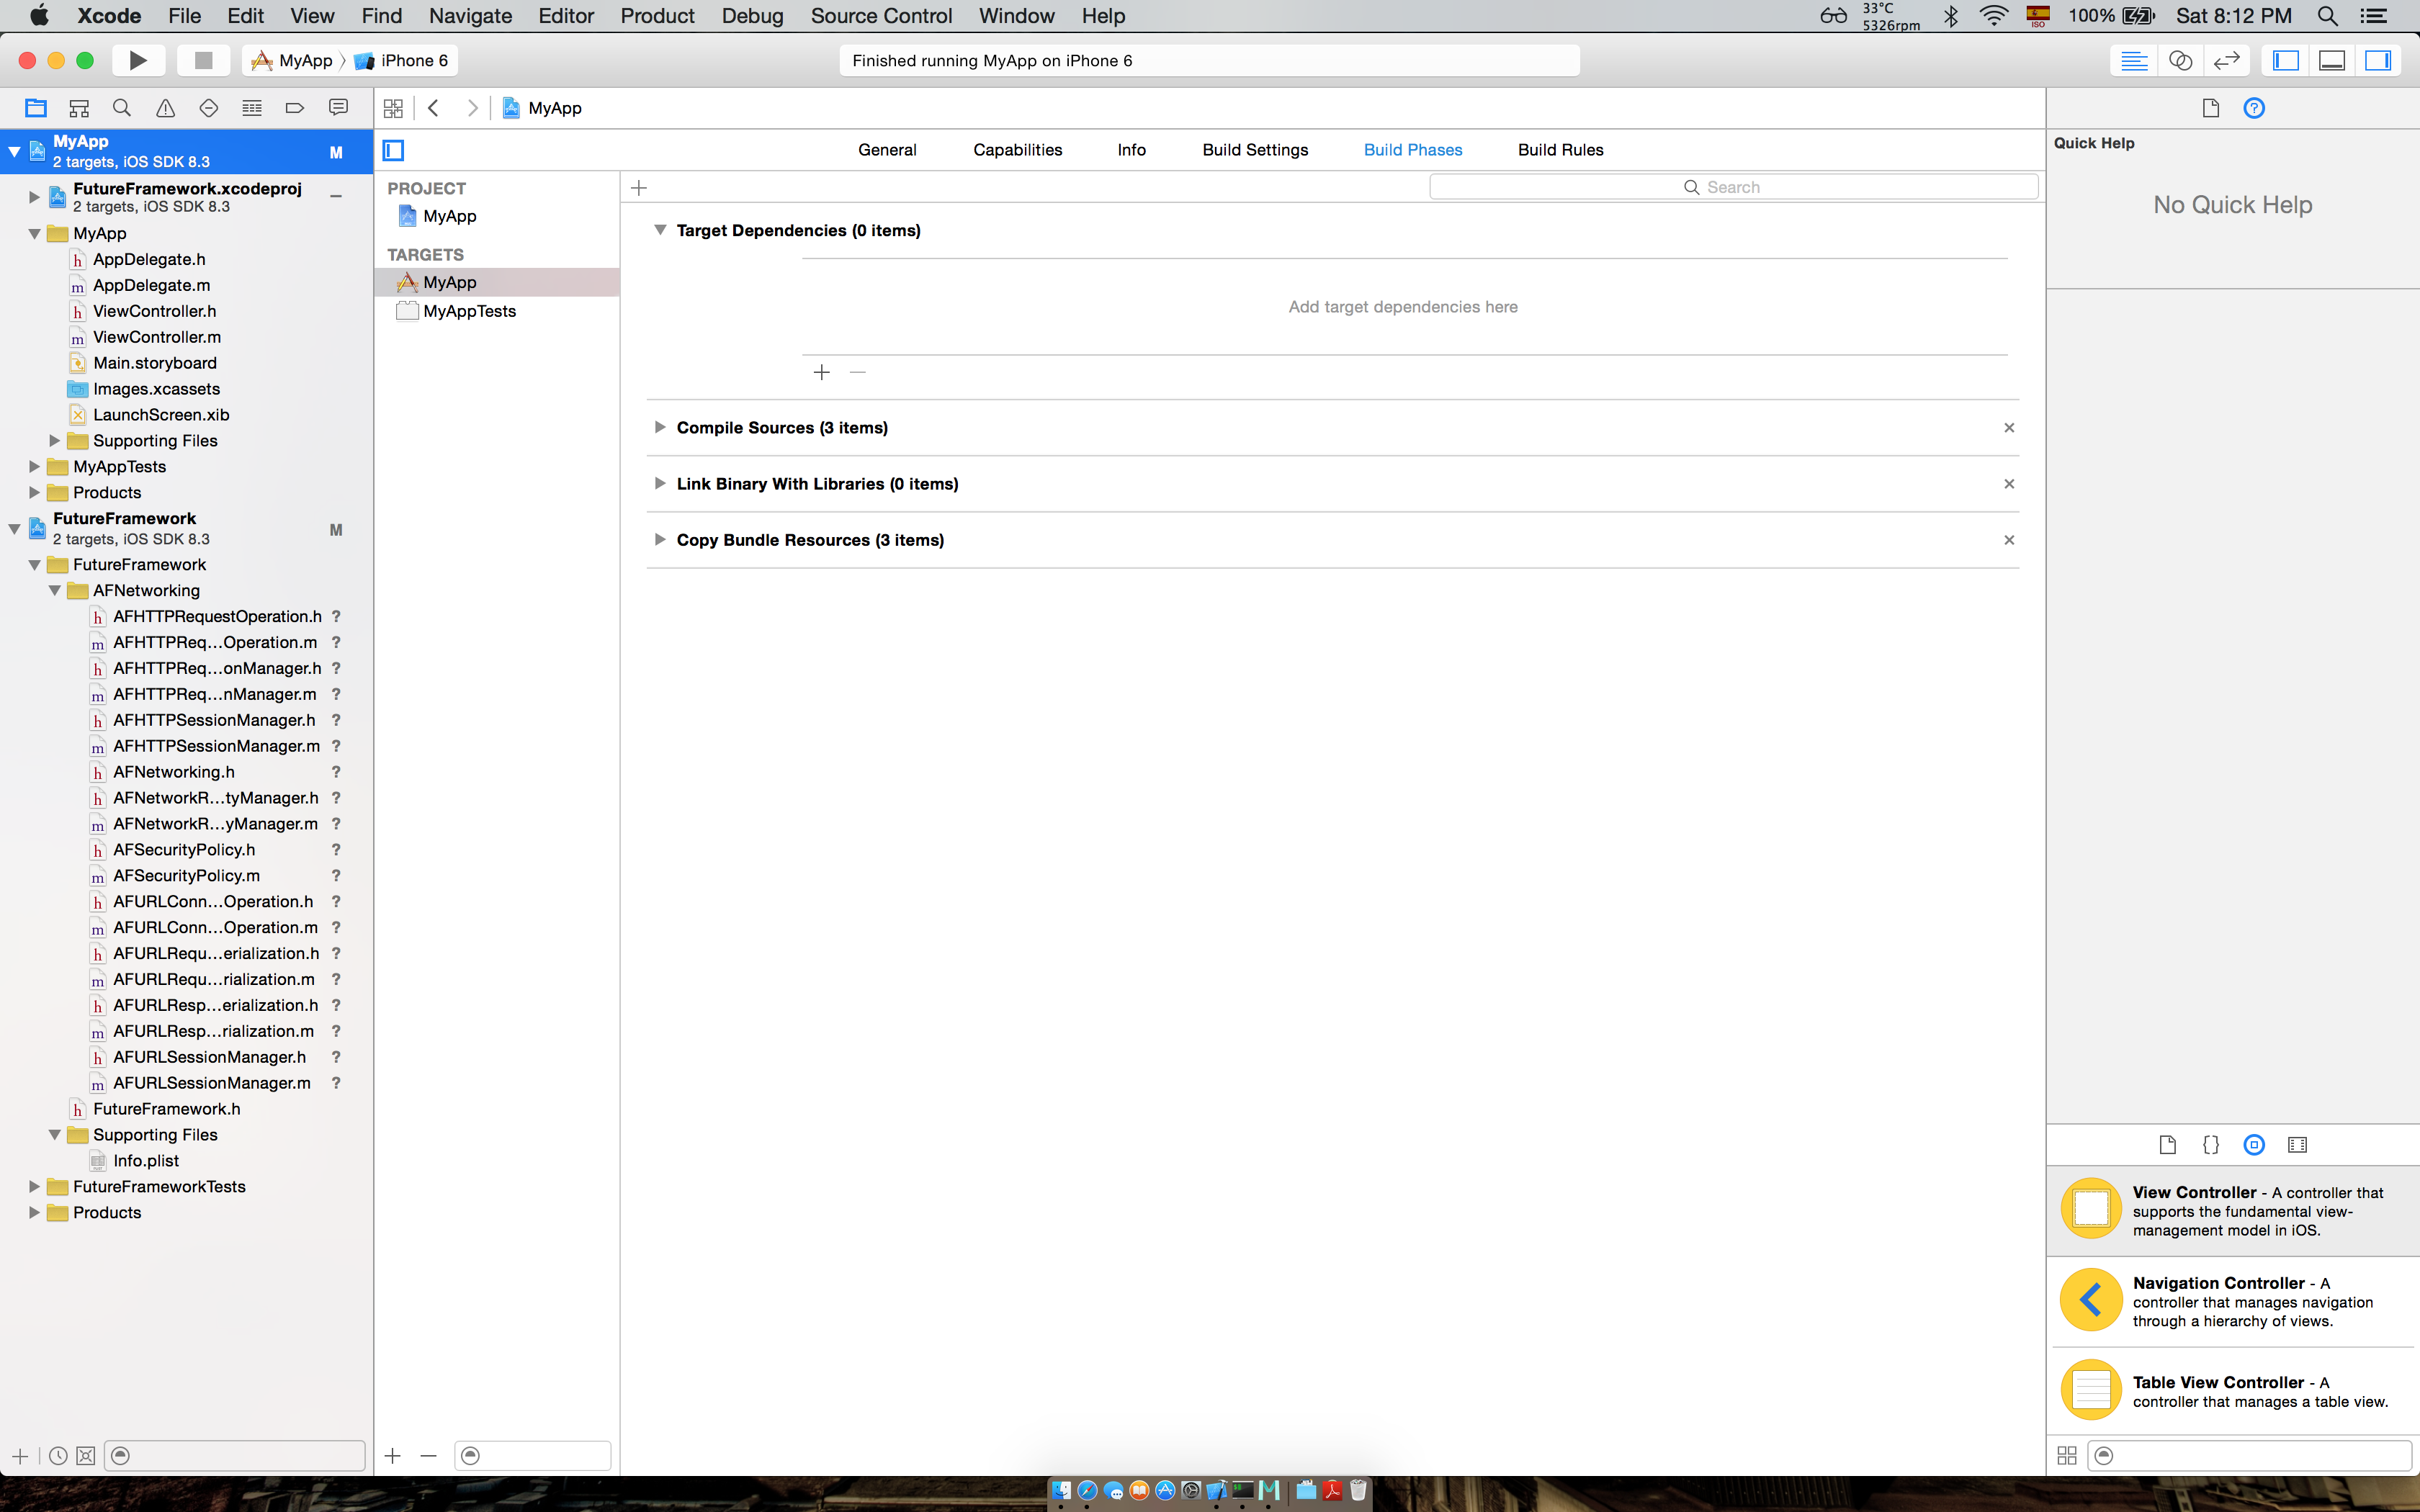 Xcode File Edit View Find Navigate Editor Product Debug Source Control Window Help
33°C
5326rpm
ISO
100%
Sat 8:12 PM
MyApp
iPhone 6
Finished running MyApp on iPhone 6
MyApp
MyApp
2 targets, iOS SDK 8.3
M
FutureFramework.xcodeproj
2 targets, iOS SDK 8.3
MyApp
h AppDelegate.h
m AppDelegate.m
h ViewController.h
m ViewController.m
Main.storyboard
Images.xcassets
LaunchScreen.xib
Supporting Files
MyAppTests
Products
FutureFramework
2 targets, iOS SDK 8.3
M
FutureFramework
AFNetworking
h AFHTTPRequestOperation.h ?
m AFHTTPReq...Operation.m ?
h AFHTTPReq...onManager.h ?
m AFHTTPReq...nManager.m ?
h AFHTTPSessionManager.h ?
m AFHTTPSessionManager.m ?
h AFNetworking.h ?
h AFNetworkR...tyManager.h ?
m AFNetworkR...yManager.m ?
h AFSecurityPolicy.h ?
m AFSecurityPolicy.m ?
h AFURLConn...Operation.h ?
m AFURLConn...Operation.m ?
h AFURLRequ...erialization.h ?
m AFURLRequ...rialization.m ?
h AFURLResp...erialization.h ?
m AFURLResp...rialization.m ?
h AFURLSessionManager.h ?
m AFURLSessionManager.m ?
h FutureFramework.h
Supporting Files
Info.plist
FutureFrameworkTests
Products
PROJECT
MyApp
TARGETS
MyApp
MyAppTests
General Capabilities Info Build Settings Build Phases Build Rules
Search
Target Dependencies (0 items)
Add target dependencies here
Compile Sources (3 items)
Link Binary With Libraries (0 items)
Copy Bundle Resources (3 items)
Quick Help
No Quick Help
View Controller - A controller that
supports the fundamental view-
management model in iOS.
Navigation Controller - A
controller that manages navigation
through a hierarchy of views.
Table View Controller - A
controller that manages a table view.